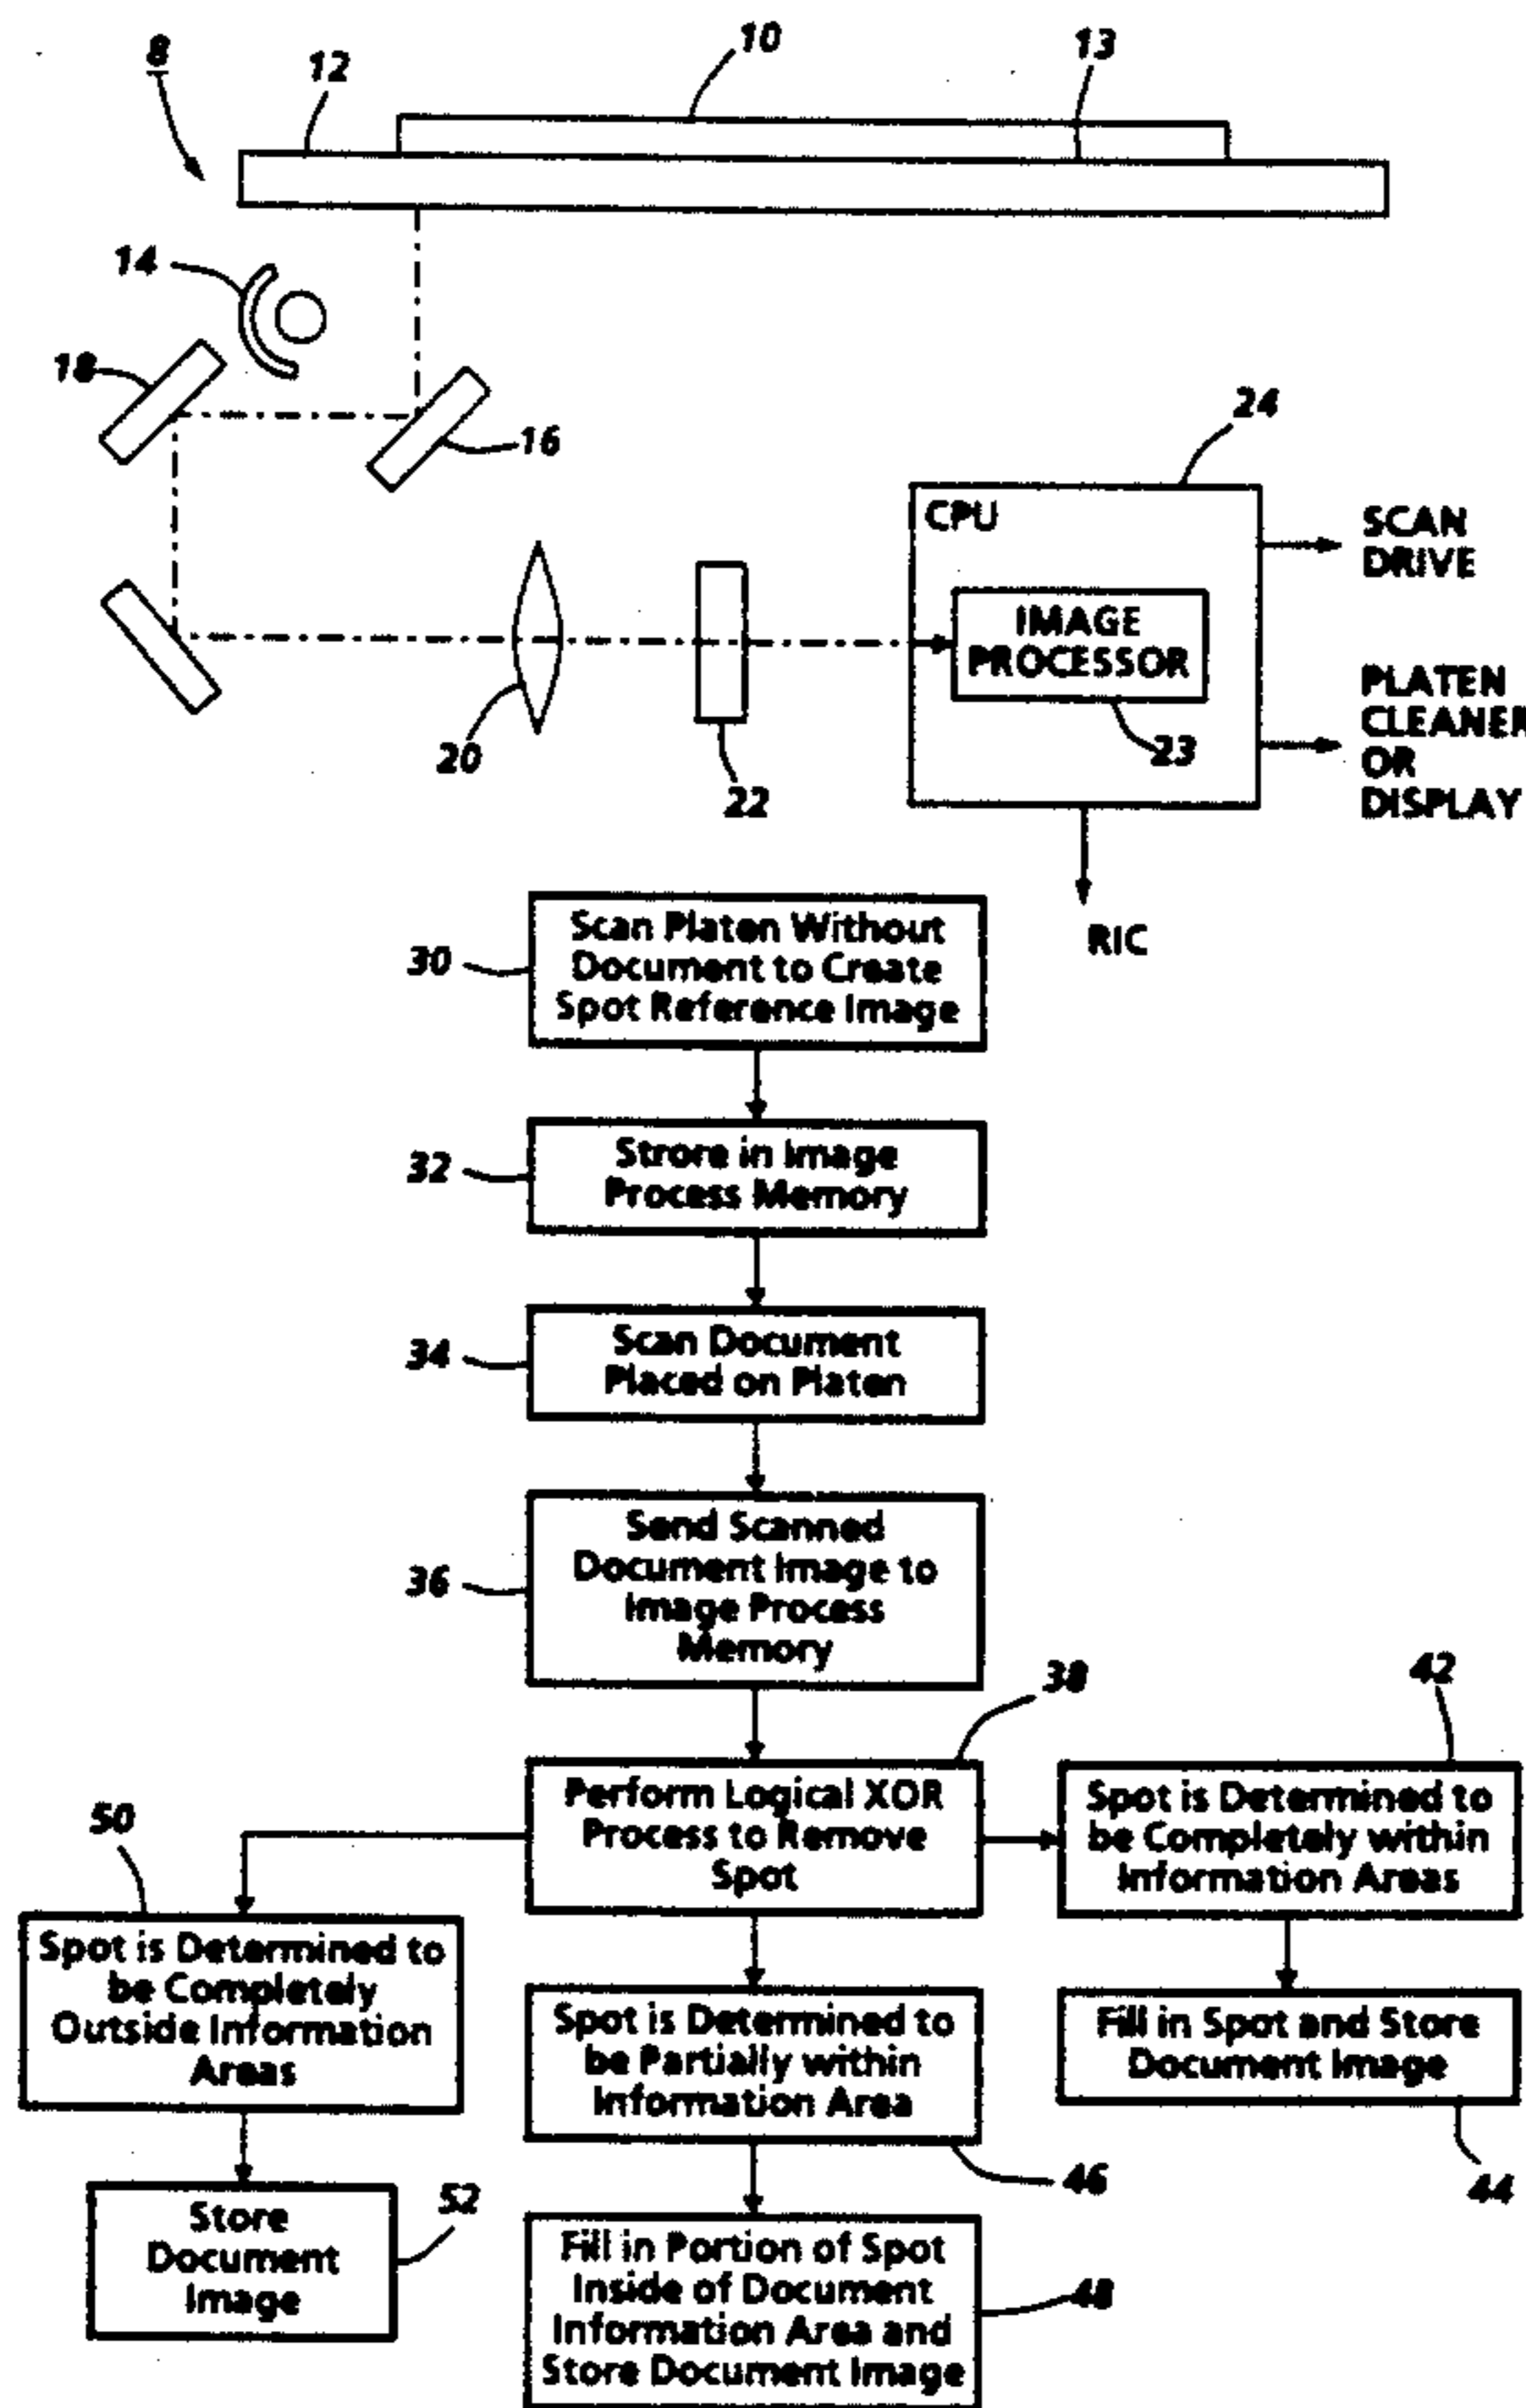 8
12
10
13
14
18
16
24
CPU
SCAN
DRIVE
IMAGE
PROCESSOR
PLATEN
CLEANER
OR
DISPLAY
20
22
23
RIC
30
Scan Platen Without
Document to Create
Spot Reference Image
32
Strore in Image
Process Memory
34
Scan Document
Placed on Platen
36
Send Scanned
Document Image to
Image Process
Memory
38
42
Perform Logical XOR
Process to Remove
Spot
Spot is Determined to
be Completely within
Information Areas
50
Spot is Determined to
be Completely
Outside Information
Areas
Spot is Determined to
be Partially within
Information Area
Fill in Spot and Store
Document Image
46
44
52
Store
Document
Image
Fill in Portion of Spot
Inside of Document
Information Area and
Store Document Image
48